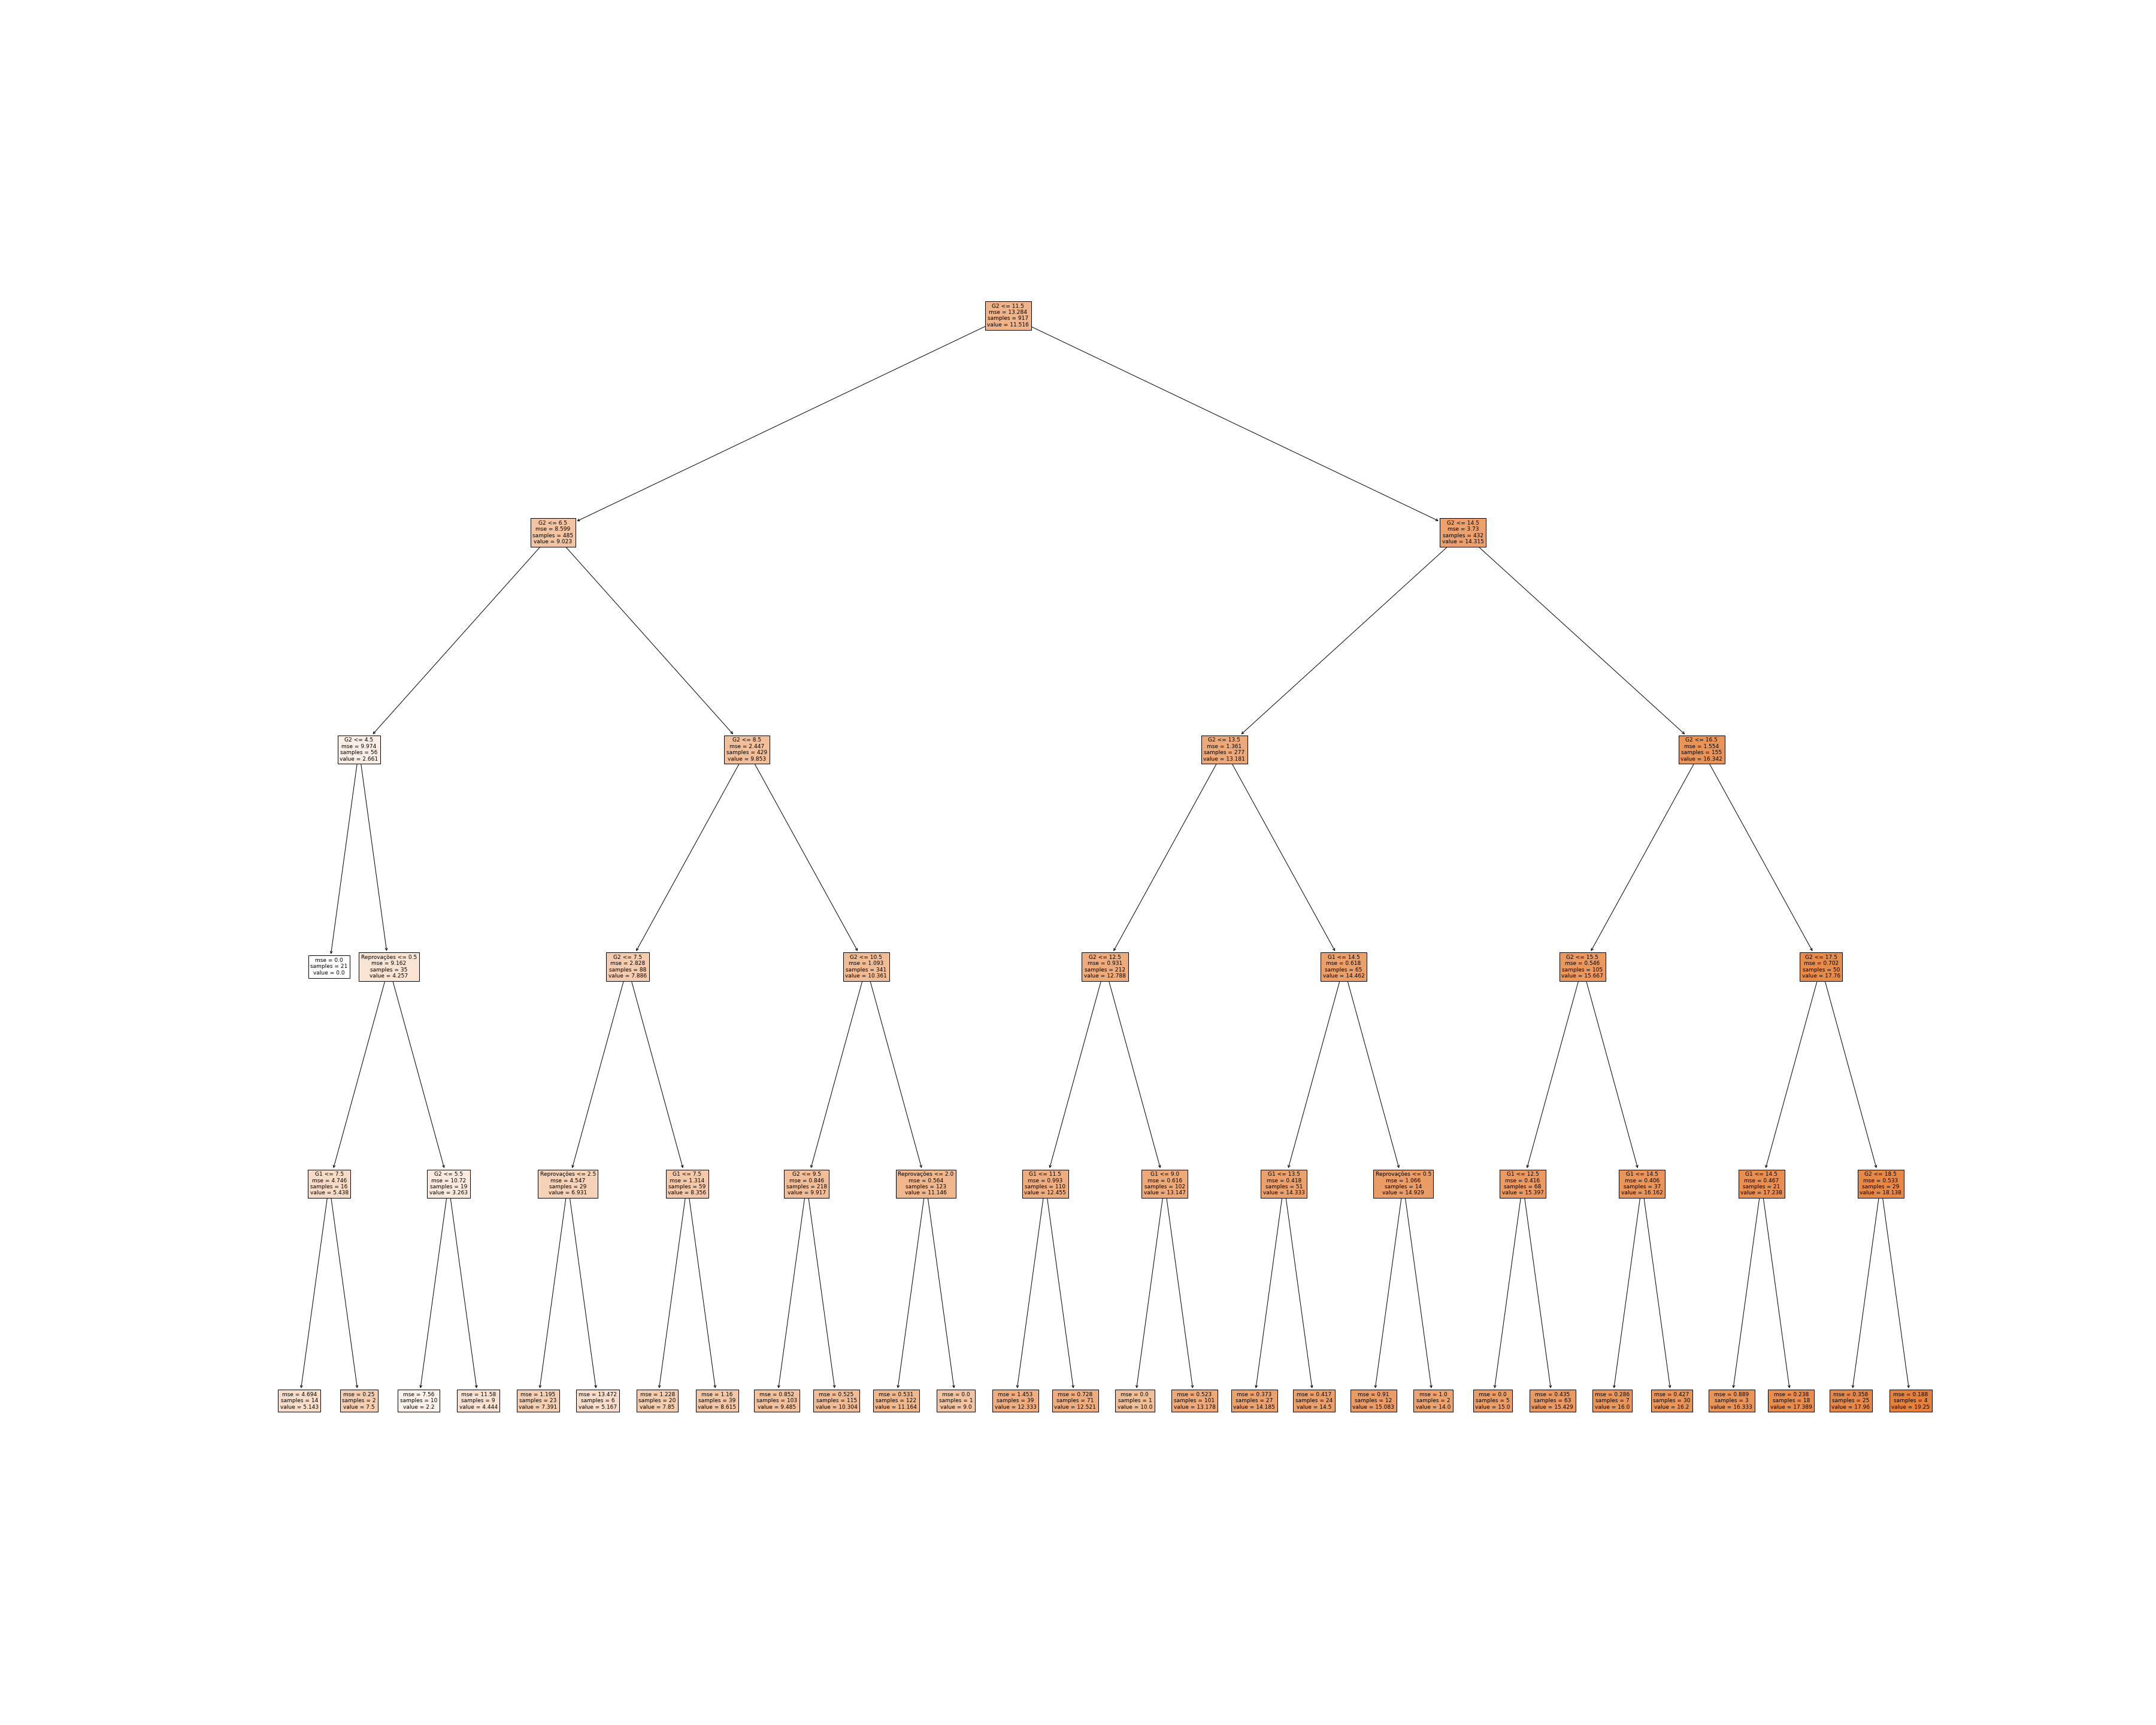 G2 <= 11.5
mse = 13.284
samples = 917
value = 11.516
G2 <= 6.5
mse = 8.599
samples = 485
value = 9.023
G2 <= 14.5
mse = 3.73
samples = 432
value = 14.315
G2 <= 4.5
mse = 9.974
samples = 56
value = 2.661
G2 <= 8.5
mse = 2.447
samples = 429
value = 9.853
G2 <= 13.5
mse = 1.361
samples = 277
value = 13.181
G2 <= 16.5
mse = 1.554
samples = 155
value = 16.342
mse = 0.0
samples = 21
value = 0.0
Reprovações <= 0.5
mse = 9.162
samples = 35
value = 4.257
G2 <= 7.5
mse = 2.828
samples = 88
value = 7.886
G2 <= 10.5
mse = 1.093
samples = 341
value = 10.361
G2 <= 12.5
mse = 0.931
samples = 212
value = 12.788
G1 <= 14.5
mse = 0.618
samples = 65
value = 14.462
G2 <= 15.5
mse = 0.546
samples = 105
value = 15.667
G2 <= 17.5
mse = 0.702
samples = 50
value = 17.76
G1 <= 7.5
mse = 4.746
samples = 16
value = 5.438
G2 <= 5.5
mse = 10.72
samples = 19
value = 3.263
Reprovações <= 2.5
mse = 4.547
samples = 29
value = 6.931
G1 <= 7.5
mse = 1.314
samples = 59
value = 8.356
G2 <= 9.5
mse = 0.846
samples = 218
value = 9.917
Reprovações <= 2.0
mse = 0.564
samples = 123
value = 11.146
G1 <= 11.5
mse = 0.993
samples = 110
value = 12.455
G1 <= 9.0
mse = 0.616
samples = 102
value = 13.147
G1 <= 13.5
mse = 0.418
samples = 51
value = 14.333
Reprovações <= 0.5
mse = 1.066
samples = 14
value = 14.929
G1 <= 12.5
mse = 0.416
samples = 68
value = 15.397
G1 <= 14.5
mse = 0.406
samples = 37
value = 16.162
G1 <= 14.5
mse = 0.467
samples = 21
value = 17.238
G2 <= 18.5
mse = 0.533
samples = 29
value = 18.138
mse = 4.694
samples = 14
value = 5.143
mse = 0.25
samples = 2
value = 7.5
mse = 7.56
samples = 10
value = 2.2
mse = 11.58
samples = 9
value = 4.444
mse = 1.195
samples = 23
value = 7.391
mse = 13.472
samples = 6
value = 5.167
mse = 1.228
samples = 20
value = 7.85
mse = 1.16
samples = 39
value = 8.615
mse = 0.852
samples = 103
value = 9.485
mse = 0.525
samples = 115
value = 10.304
mse = 0.531
samples = 122
value = 11.164
mse = 0.0
samples = 1
value = 9.0
mse = 1.453
samples = 39
value = 12.333
mse = 0.728
samples = 71
value = 12.521
mse = 0.0
samples = 1
value = 10.0
mse = 0.523
samples = 101
value = 13.178
mse = 0.373
samples = 27
value = 14.185
mse = 0.417
samples = 24
value = 14.5
mse = 0.91
samples = 12
value = 15.083
mse = 1.0
samples = 2
value = 14.0
mse = 0.0
samples = 5
value = 15.0
mse = 0.435
samples = 63
value = 15.429
mse = 0.286
samples = 7
value = 16.0
mse = 0.427
samples = 30
value = 16.2
mse = 0.889
samples = 3
value = 16.333
mse = 0.238
samples = 18
value = 17.389
mse = 0.358
samples = 25
value = 17.96
mse = 0.188
samples = 4
value = 19.25